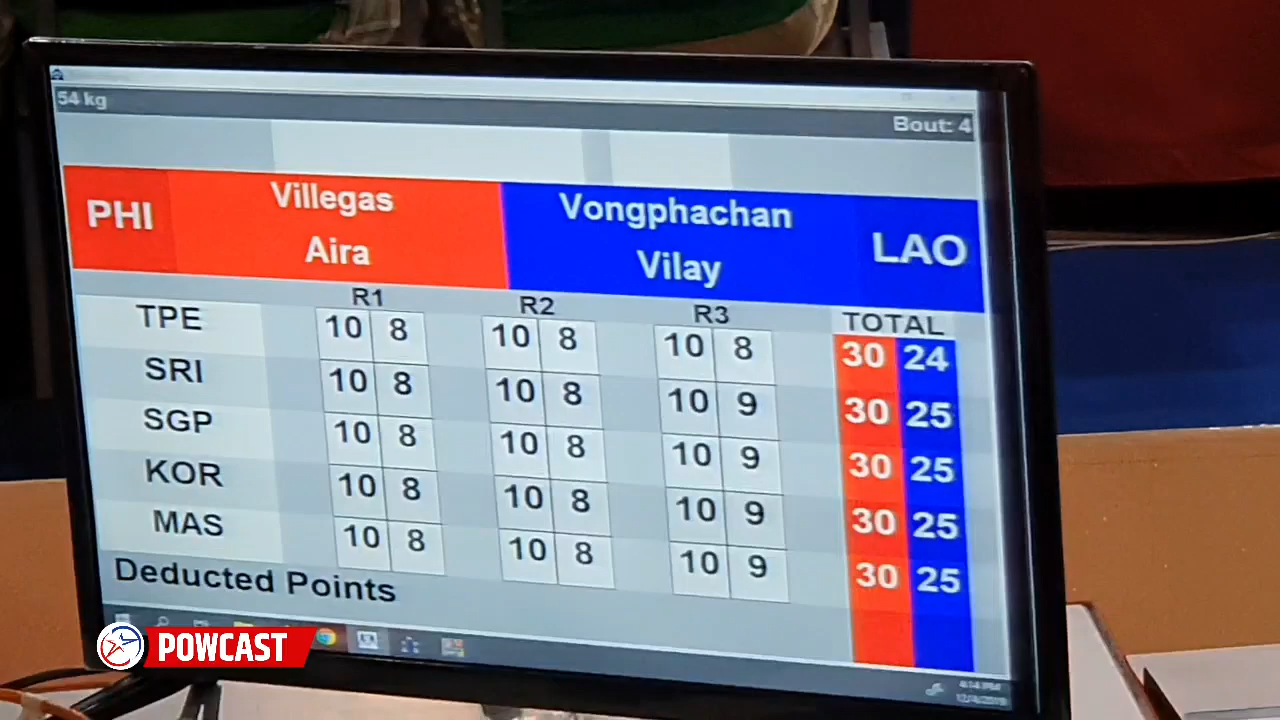 54 kg
Bout: 4
PHI Villegas Aira Vongphachan Vilay LAO
R1 R2 R3 TOTAL
TPE 10 8 10 8 10 8 30 24
SRI 10 8 10 8 10 9 30 25
SGP 10 8 10 8 10 9 30 25
KOR 10 8 10 8 10 9 30 25
MAS 10 8 10 8 10 9 30 25
Deducted Points
POWCAST
4:14 PM